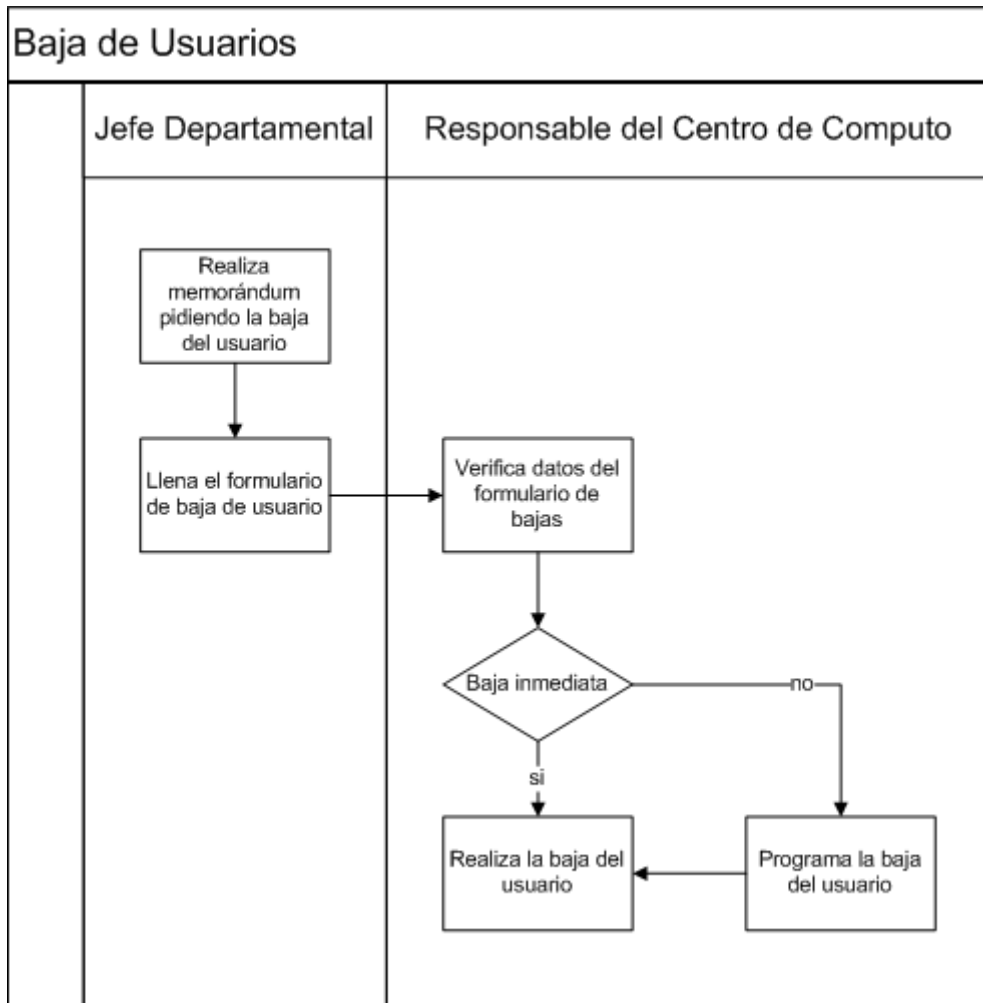 Baja de Usuarios
Jefe Departamental
Responsable del Centro de Computo
Realiza
memorándum
pidiendo la baja
del usuario
Llena el formulario
de baja de usuario
Verifica datos del
formulario de
bajas
Baja inmediata
no
si
Realiza la baja del
usuario
Programa la baja
del usuario